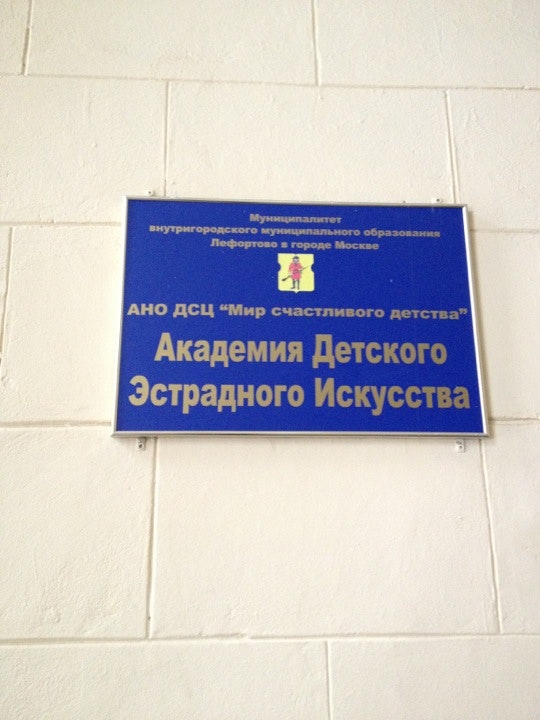 Муниципалитет
внутригородского муниципального образования
Лефортово в городе Москве
АНО ДСЦ “Мир счастливого детства”
Академия Детского
Эстрадного Искусства